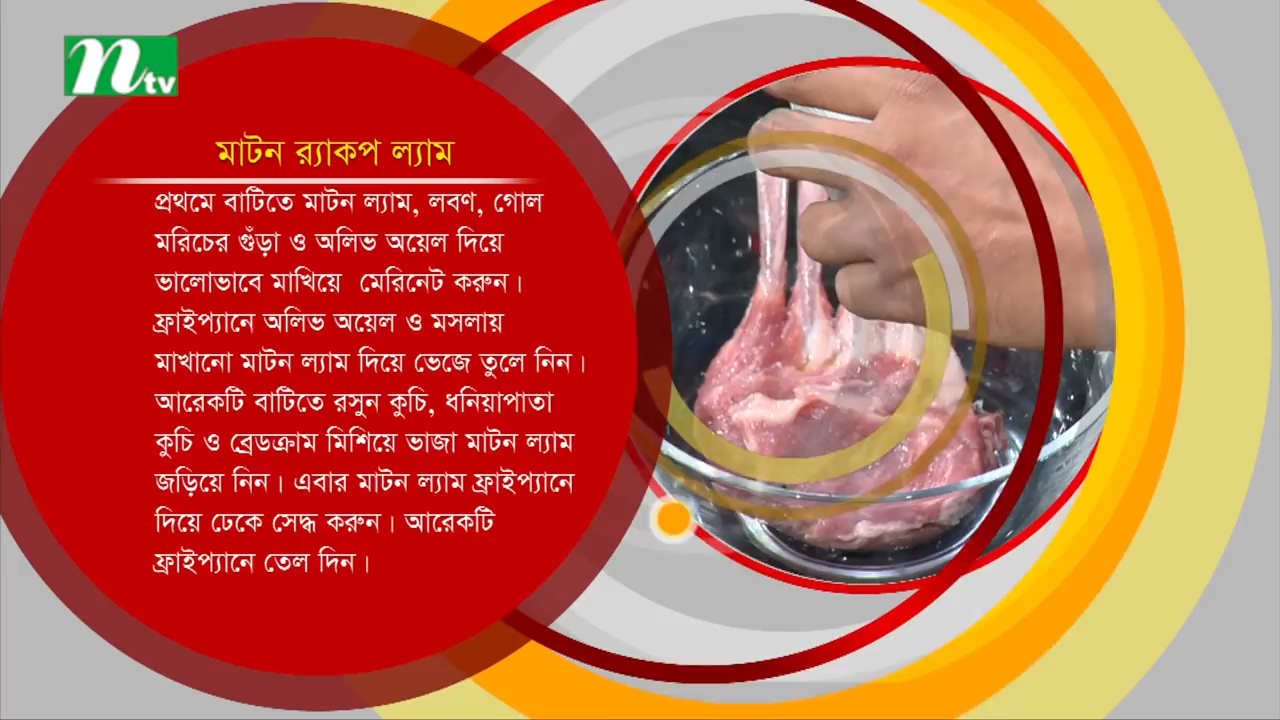 ntv
মাটন র‍্যাকপ ল্যাম
প্রথমে বাটিতে মাটন ল্যাম, লবণ, গোল
মরিচের গুঁড়া ও অলিভ অয়েল দিয়ে
ভালোভাবে মাখিয়ে মেরিনেট করুন।
ফ্রাইপ্যানে অলিভ অয়েল ও মসলায়
মাখানো মাটন ল্যাম দিয়ে ভেজে তুলে নিন।
আরেকটি বাটিতে রসুন কুচি, ধনিয়াপাতা
কুচি ও ব্রেডক্রাম মিশিয়ে ভাজা মাটন ল্যাম
জড়িয়ে নিন। এবার মাটন ল্যাম ফ্রাইপ্যানে
দিয়ে ঢেকে সেদ্ধ করুন। আরেকটি
ফ্রাইপ্যানে তেল দিন।